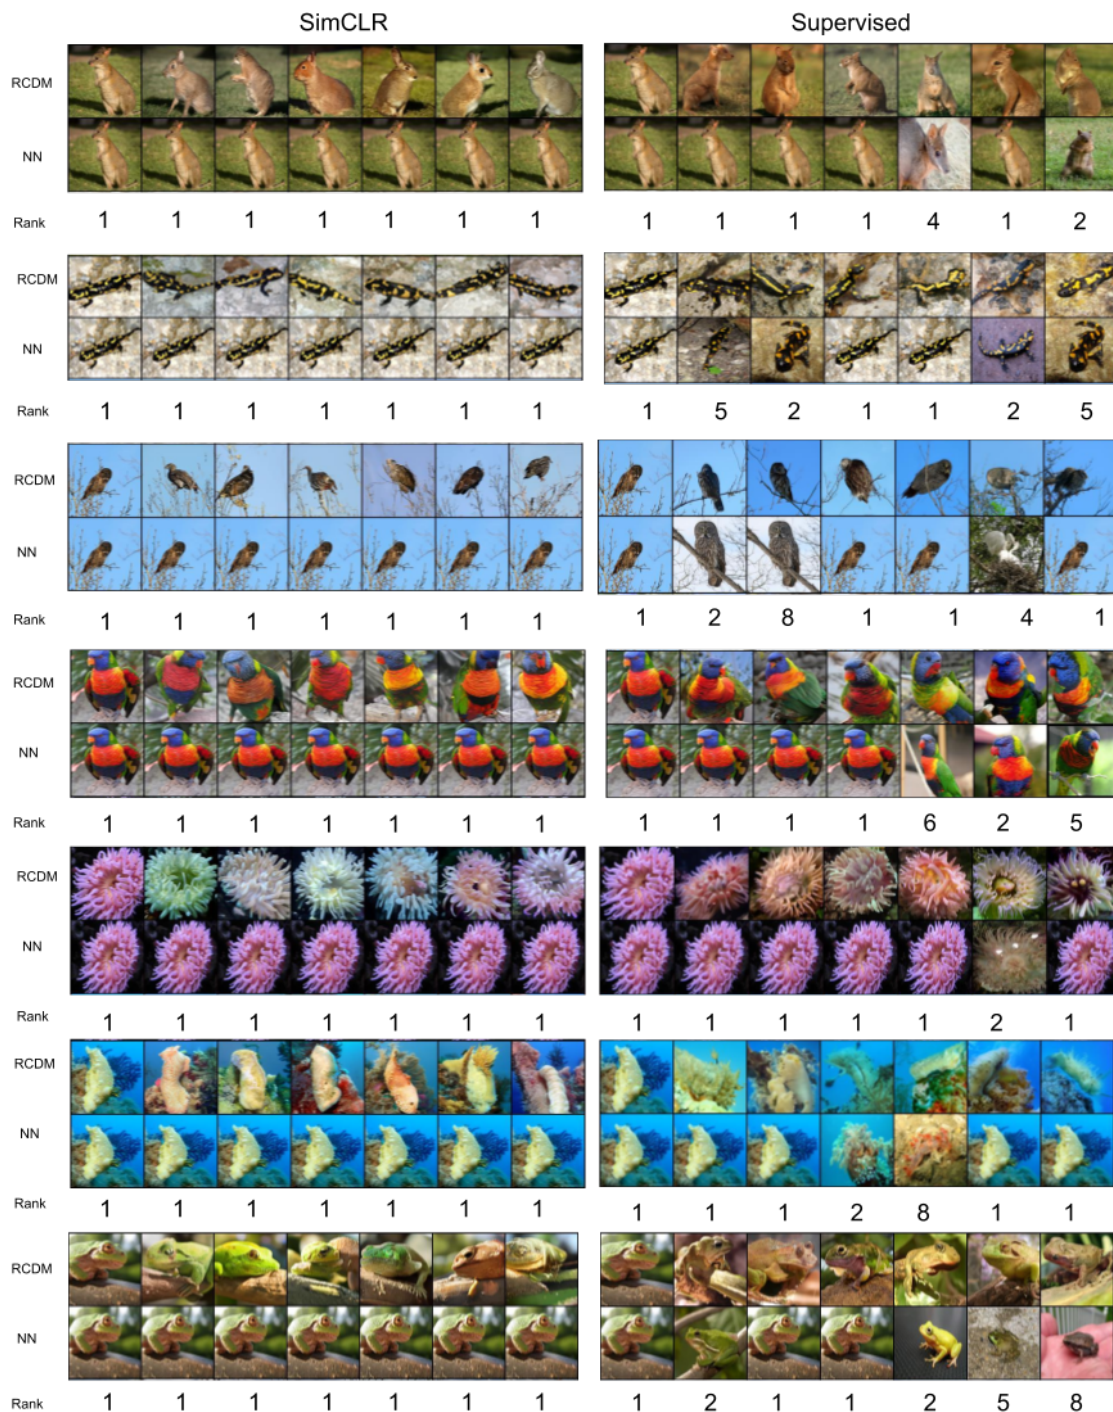 SimCLR Supervised
RCDM
NN
Rank 1 1 1 1 1 1 1 1 1 1 1 4 1 2
RCDM
NN
Rank 1 1 1 1 1 1 1 1 5 2 1 1 2 5
RCDM
NN
Rank 1 1 1 1 1 1 1 1 2 8 1 1 4 1
RCDM
NN
Rank 1 1 1 1 1 1 1 1 1 1 1 6 2 5
RCDM
NN
Rank 1 1 1 1 1 1 1 1 1 1 1 1 2 1
RCDM
NN
Rank 1 1 1 1 1 1 1 1 1 1 2 8 1 1
RCDM
NN
Rank 1 1 1 1 1 1 1 1 2 1 1 2 5 8